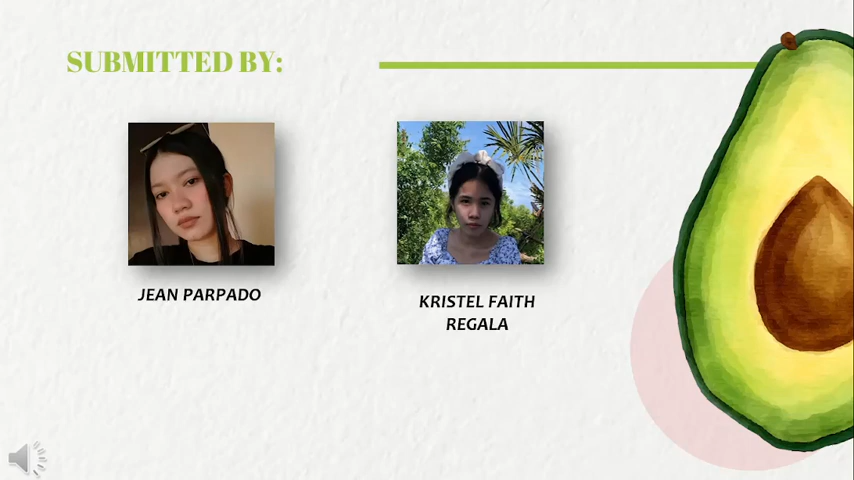 SUBMITTED BY:
JEAN PARPADO
KRISTEL FAITH
REGALA